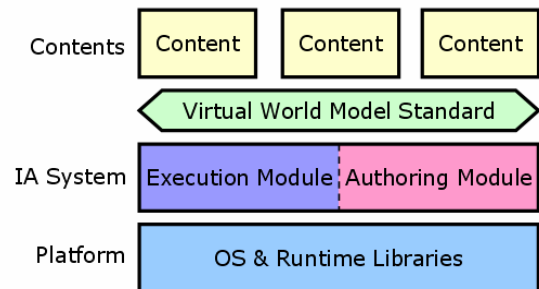 Contents
Content
Content
Content
Virtual World Model Standard
IA System
Execution Module
Authoring Module
Platform
OS & Runtime Libraries